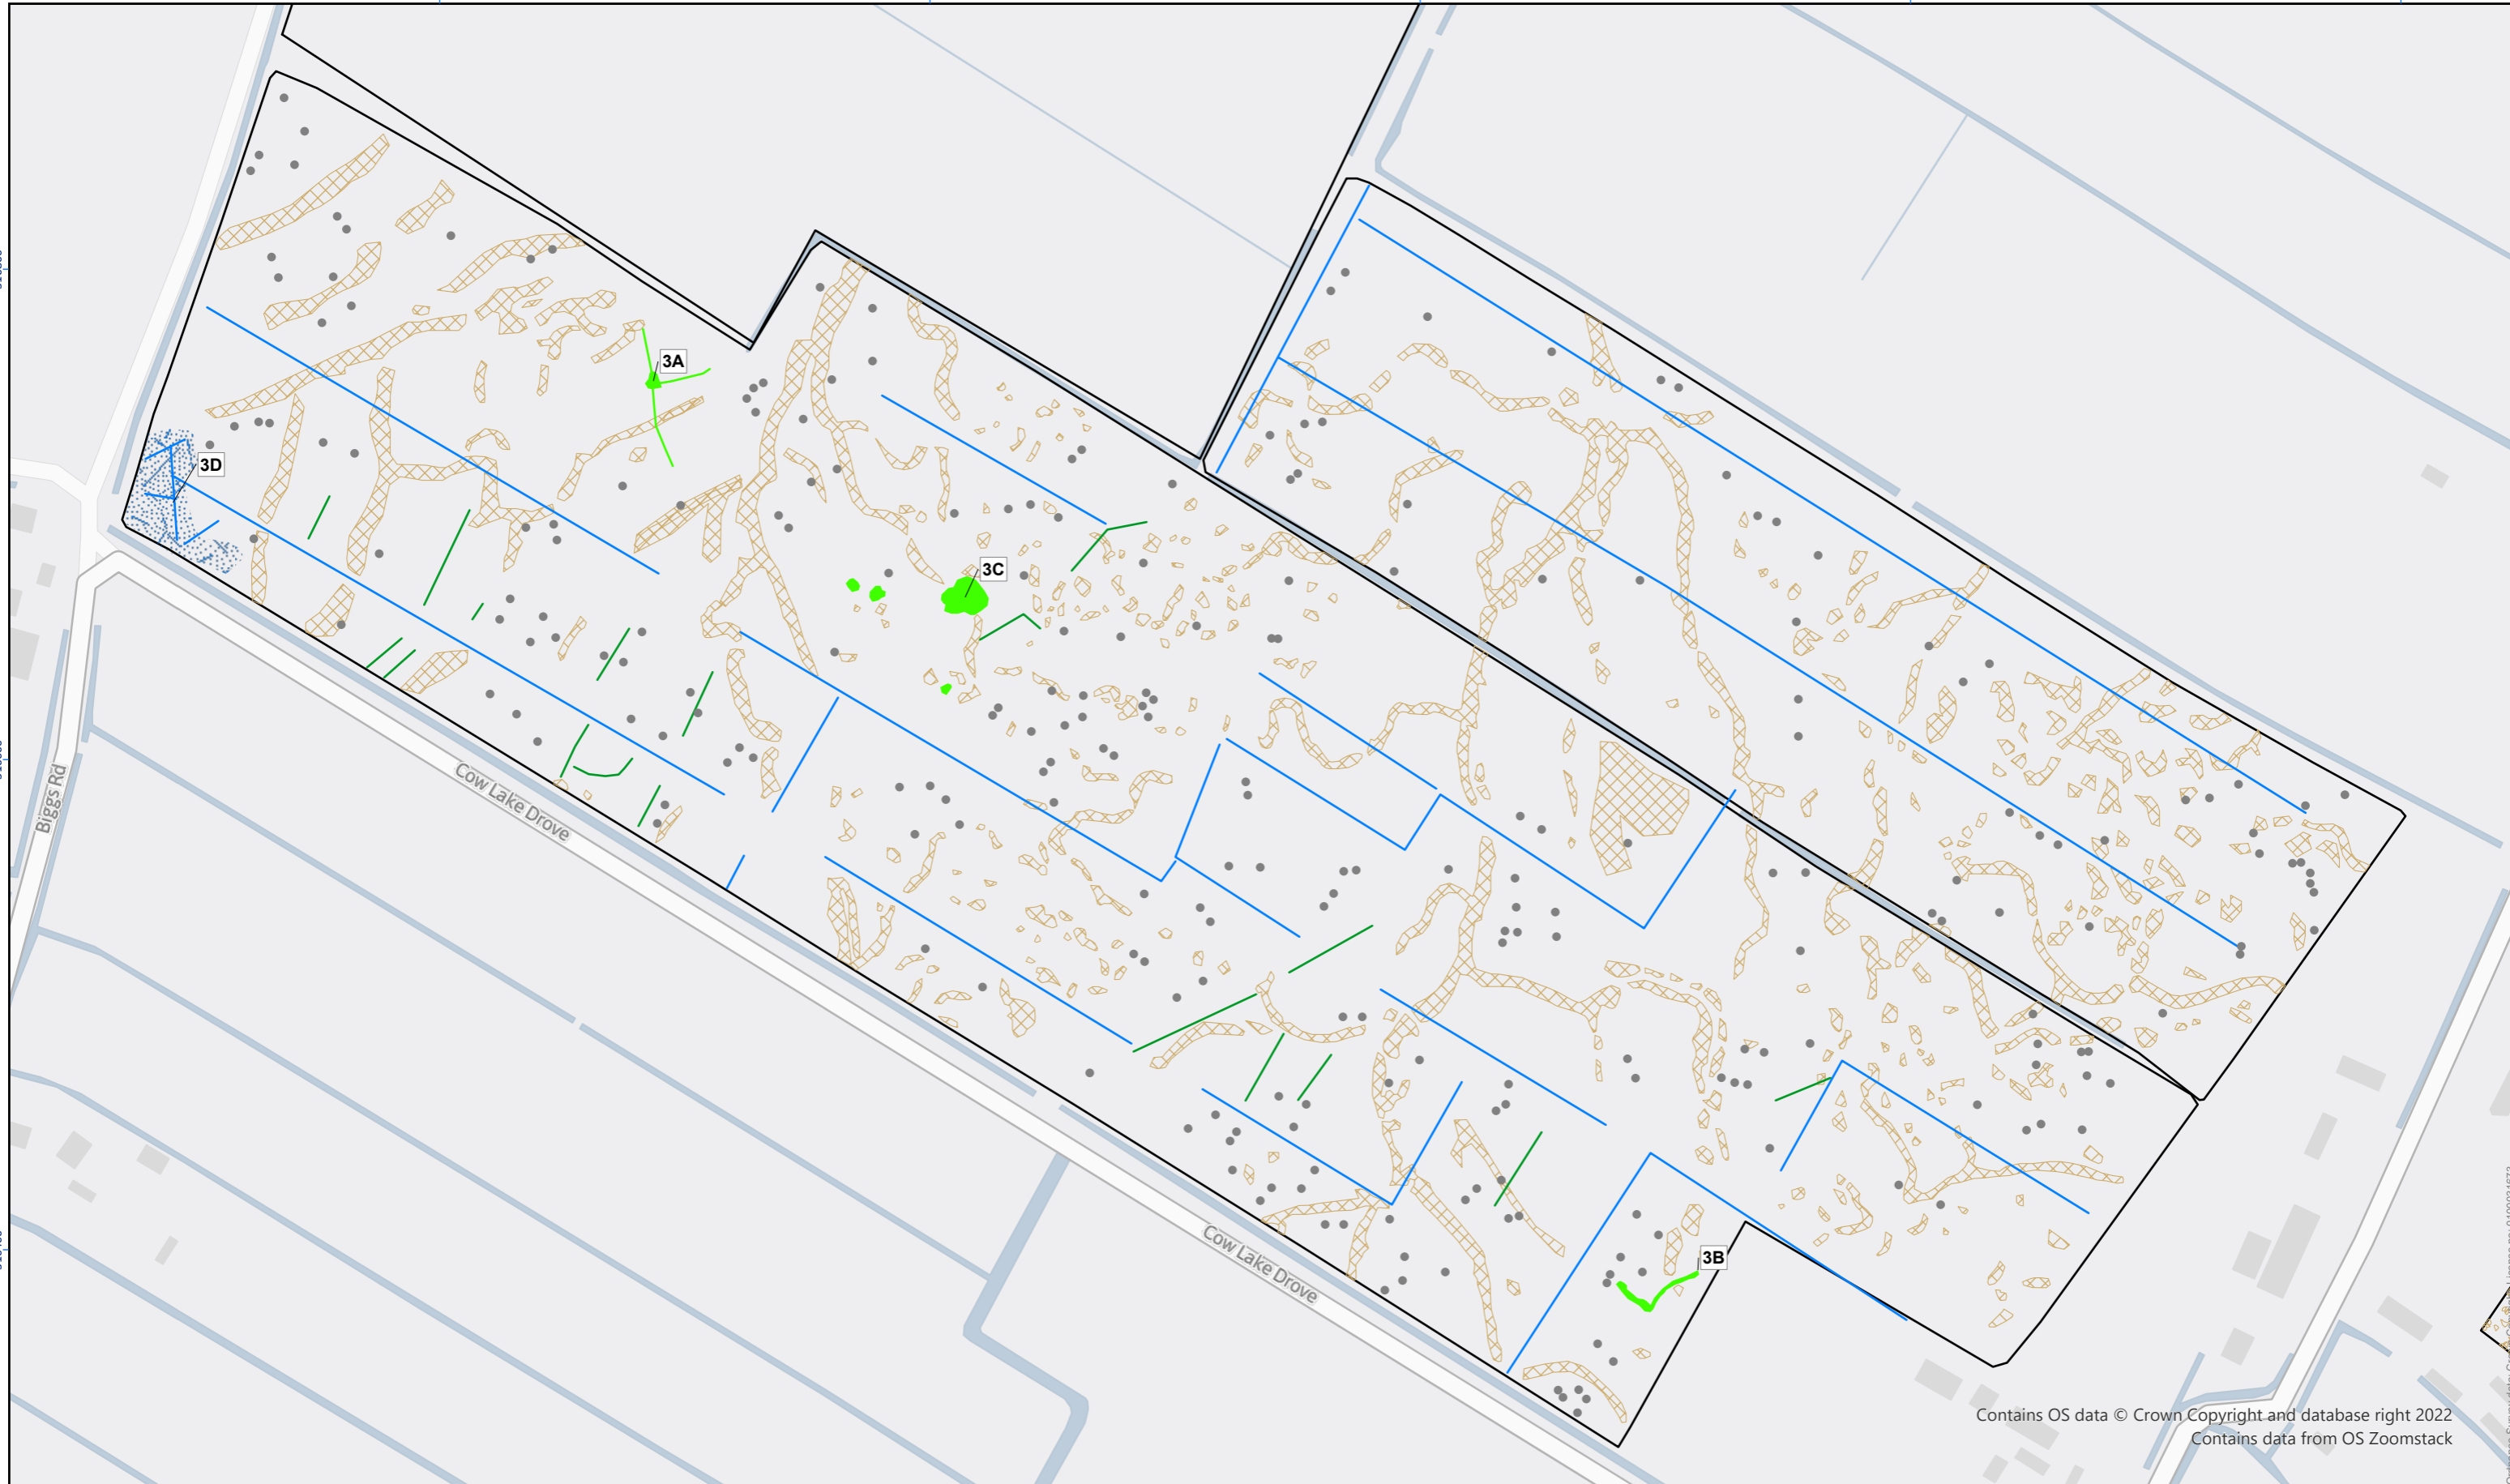 3A
3D
3C
Biggs Rd
Cow Lake Drove
Cow Lake Drove
3B
Contains OS data © Crown Copyright and database right 2022
Contains data from OS Zoomstack